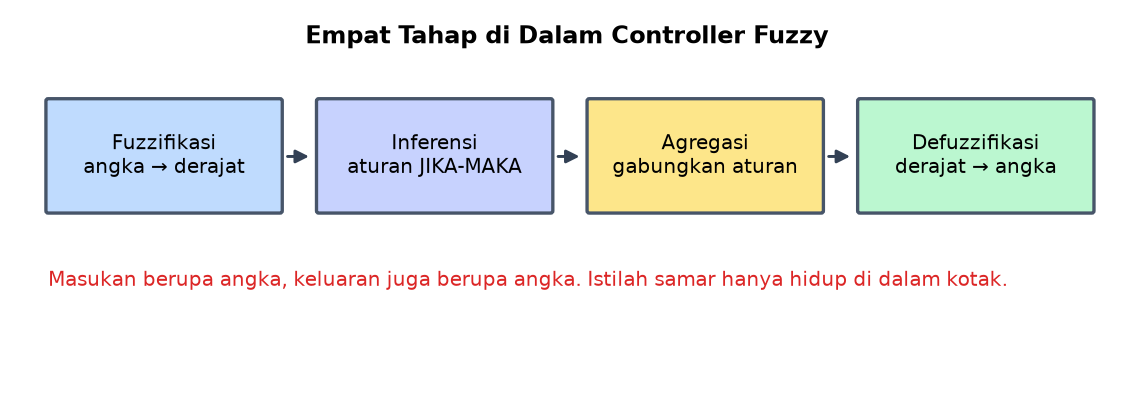 Empat Tahap di Dalam Controller Fuzzy
Fuzzifikasi
angka → derajat
Inferensi
aturan JIKA-MAKA
Agregasi
gabungkan aturan
Defuzzifikasi
derajat → angka
Masukan berupa angka, keluaran juga berupa angka. Istilah samar hanya hidup di dalam kotak.